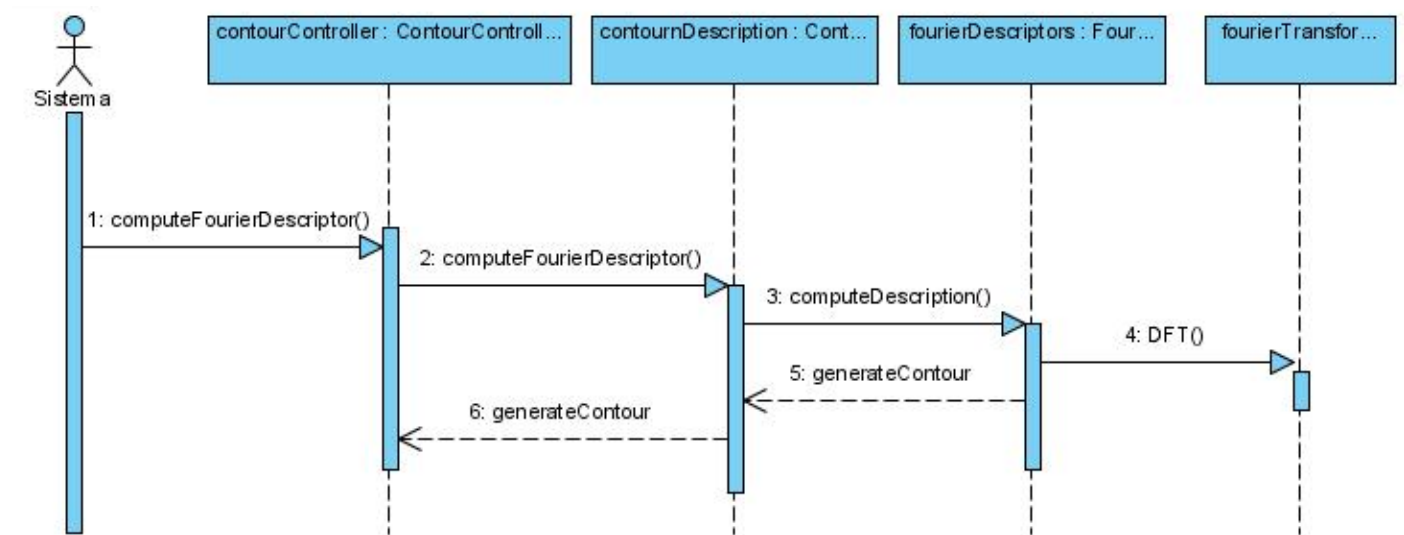 contourController : ContourControll...
contournDescription : Cont...
fourierDescriptors : Four...
fourierTransfor...
Sistema
1: computeFourierDescriptor()
2: computeFourierDescriptor()
3: computeDescription()
4: DFT()
5: generateContour
6: generateContour